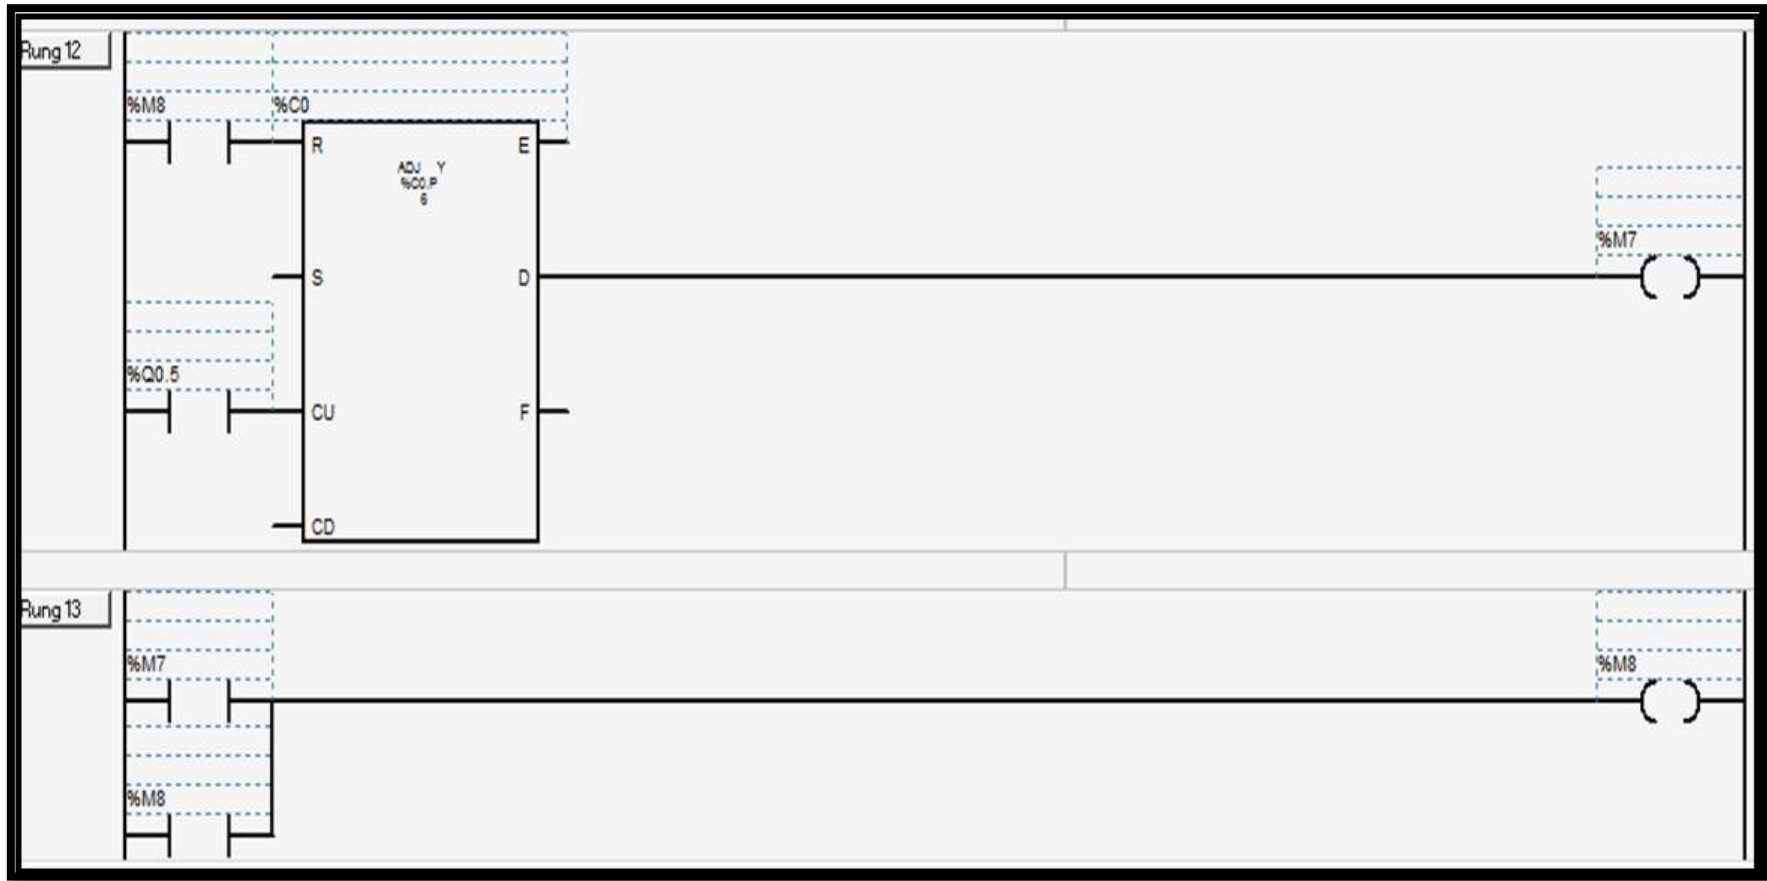 Rung 12
%M8 %C0
R E
ADJ Y
%C0.P
6
%M7
S D
%Q0.5
CU F
CD
Rung 13
%M7 %M8
%M8